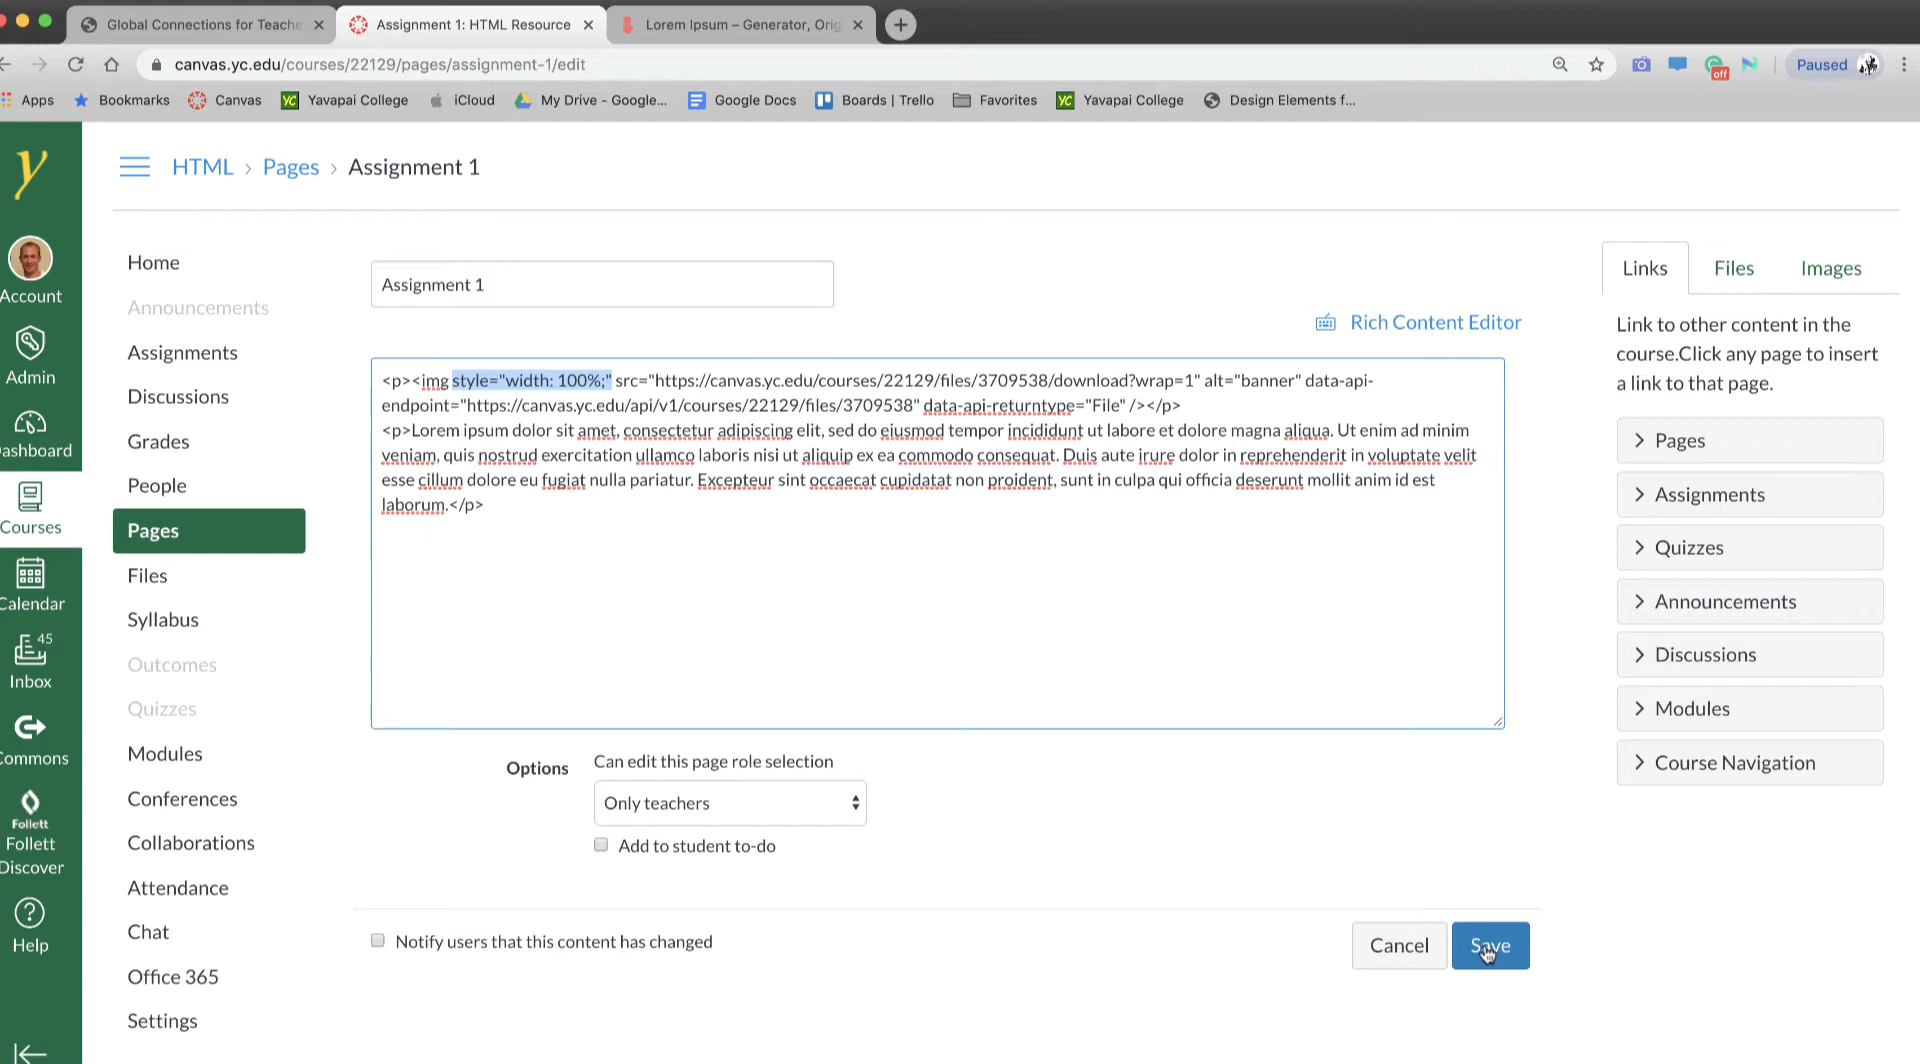 Global Connections for Teache
Assignment 1: HTML Resource
Lorem Ipsum – Generator, Orig
canvas.yc.edu/courses/22129/pages/assignment-1/edit
off
Paused
Apps
Bookmarks
Canvas
YC
Yavapai College
iCloud
My Drive - Google...
Google Docs
Boards | Trello
Favorites
YC
Yavapai College
Design Elements f...
y
Account
Admin
ashboard
Courses
Calendar
45
Inbox
ommons
Follett
Follett
Discover
Help
HTML › Pages › Assignment 1
Home
Announcements
Assignments
Discussions
Grades
People
Pages
Files
Syllabus
Outcomes
Quizzes
Modules
Conferences
Collaborations
Attendance
Chat
Office 365
Settings
Assignment 1
Rich Content Editor
<p><img style="width: 100%;" src="https://canvas.yc.edu/courses/22129/files/3709538/download?wrap=1" alt="banner" data-api-
endpoint="https://canvas.yc.edu/api/v1/courses/22129/files/3709538" data-api-returntype="File" /></p>
<p>Lorem ipsum dolor sit amet, consectetur adipiscing elit, sed do eiusmod tempor incididunt ut labore et dolore magna aliqua. Ut enim ad minim
veniam, quis nostrud exercitation ullamco laboris nisi ut aliquip ex ea commodo consequat. Duis aute irure dolor in reprehenderit in voluptate velit
esse cillum dolore eu fugiat nulla pariatur. Excepteur sint occaecat cupidatat non proident, sunt in culpa qui officia deserunt mollit anim id est
laborum.</p>
Options
Can edit this page role selection
Only teachers
Add to student to-do
Notify users that this content has changed
Cancel
Save
Links
Files
Images
Link to other content in the
course.Click any page to insert
a link to that page.
Pages
Assignments
Quizzes
Announcements
Discussions
Modules
Course Navigation